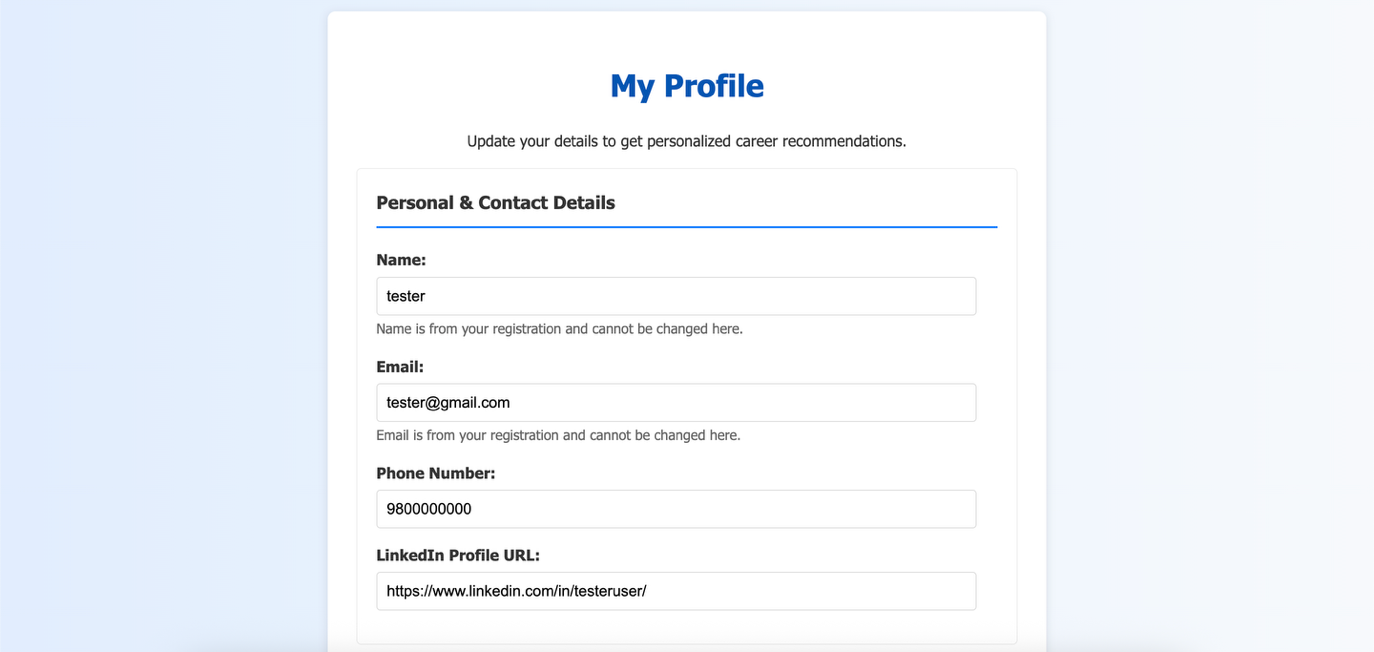 My Profile
Update your details to get personalized career recommendations.
Personal & Contact Details
Name:
tester
Name is from your registration and cannot be changed here.
Email:
tester@gmail.com
Email is from your registration and cannot be changed here.
Phone Number:
9800000000
LinkedIn Profile URL:
https://www.linkedin.com/in/testeruser/